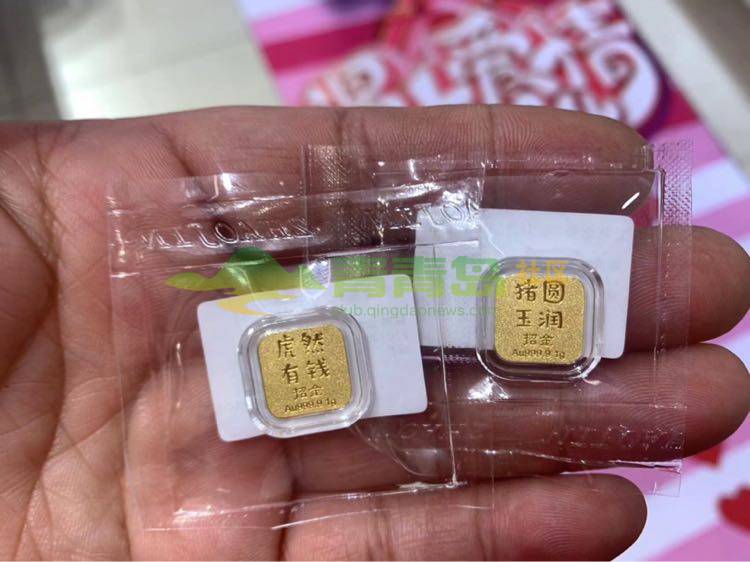 ZHAOJIN
虎然
有钱
招金
Au999.9 1g
猪圆
玉润
招金
Au999.9 1g
青青岛社区
club.qingdaonews.com